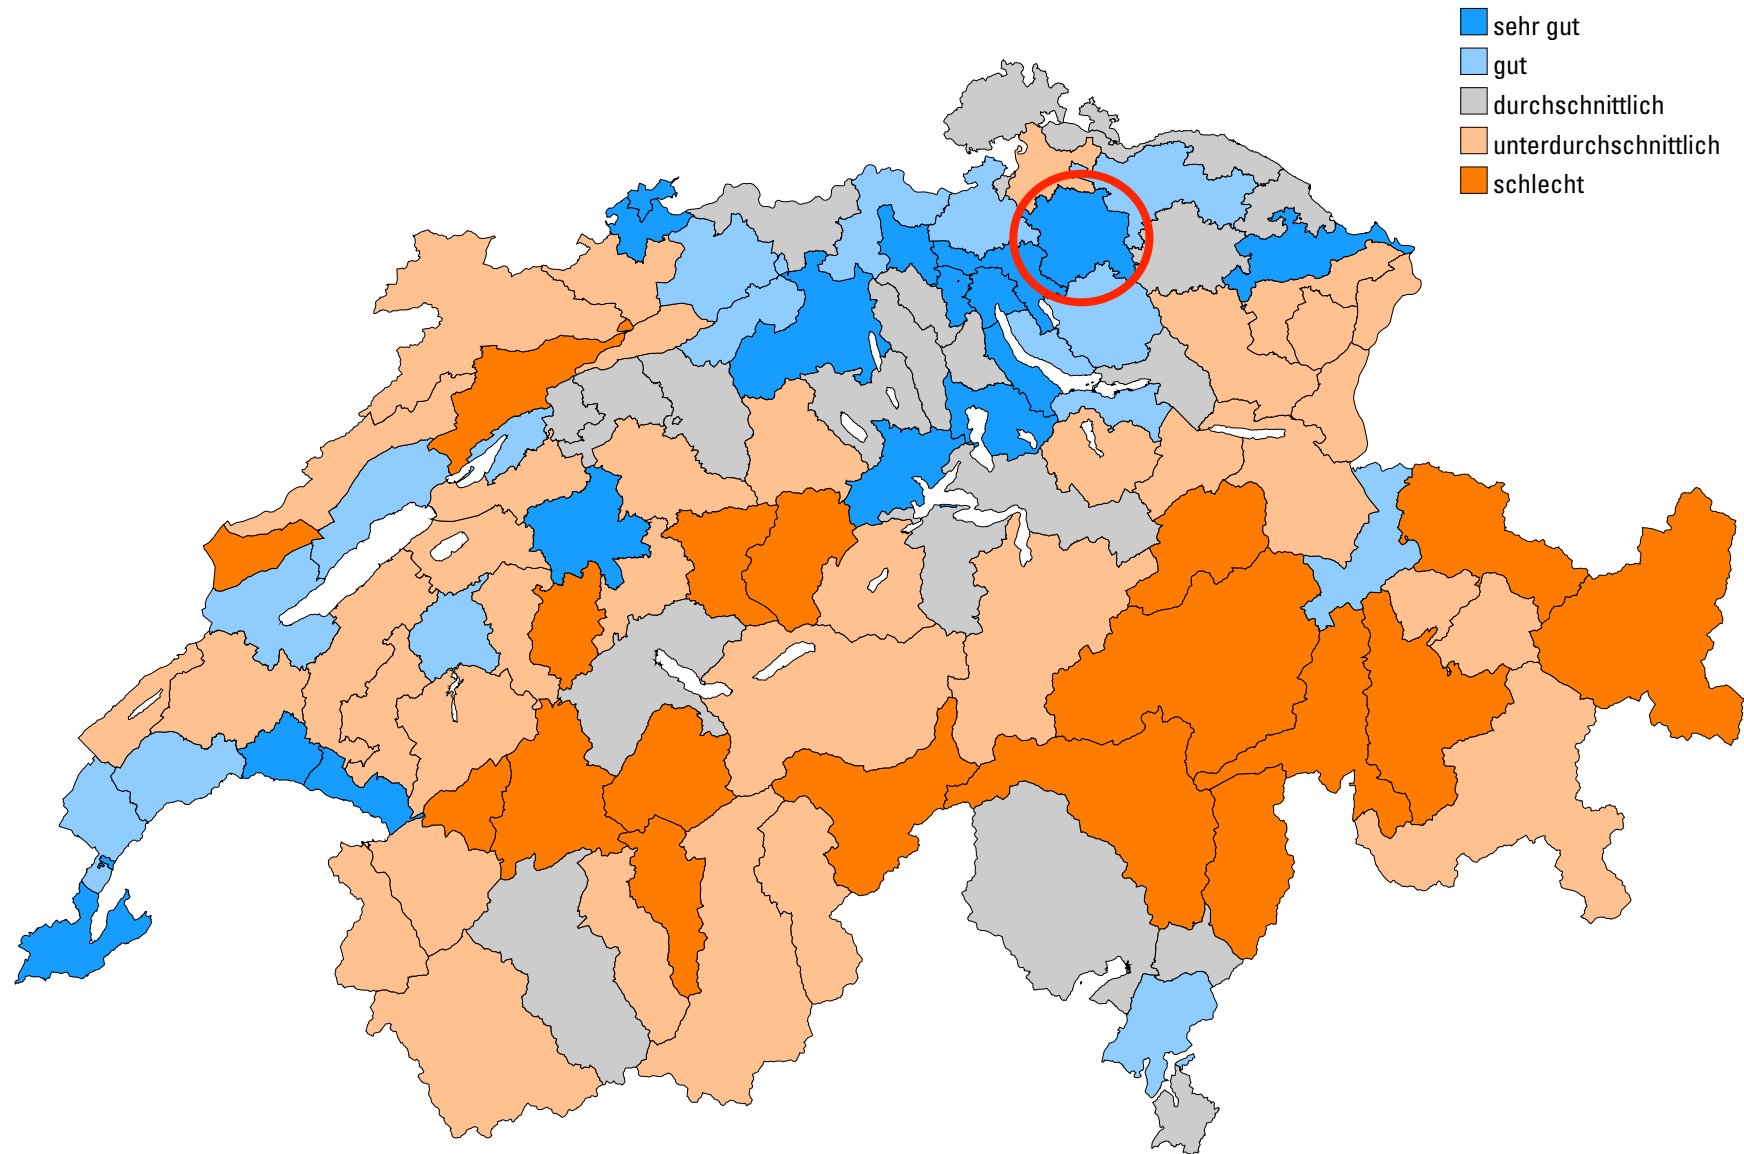 sehr gut
gut
durchschnittlich
unterdurchschnittlich
schlecht